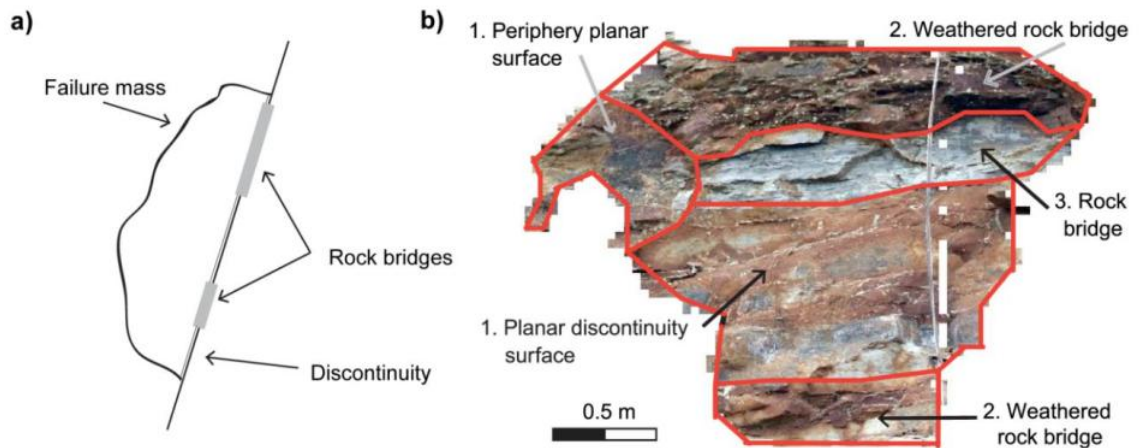 a)
Failure mass
Rock bridges
Discontinuity
b)
1. Periphery planar
surface
2. Weathered rock bridge
3. Rock
bridge
1. Planar discontinuity
surface
0.5 m
2. Weathered
rock bridge